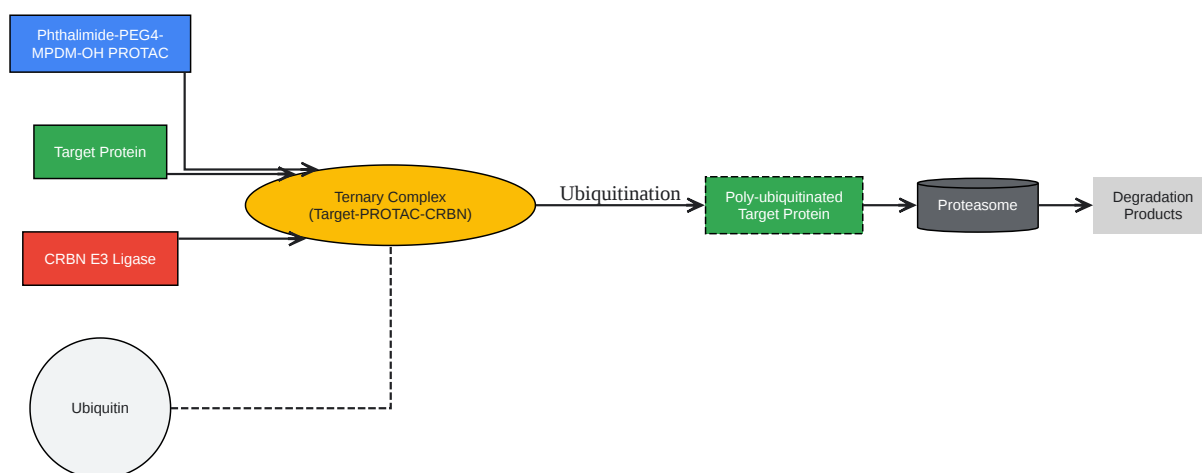 Phthalimide-PEG4-
MPDM-OH PROTAC
Target Protein
CRBN E3 Ligase
Ubiquitin
Ternary Complex
(Target-PROTAC-CRBN)
Ubiquitination
Poly-ubiquitinated
Target Protein
Proteasome
Degradation
Products